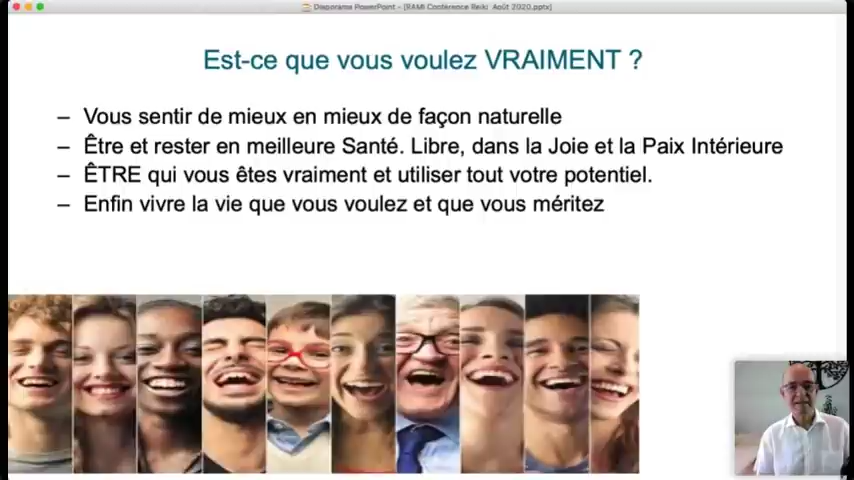 Diaporama PowerPoint - [RAMI Conférence Reiki Août 2020.pptx]
Est-ce que vous voulez VRAIMENT ?
– Vous sentir de mieux en mieux de façon naturelle
– Être et rester en meilleure Santé. Libre, dans la Joie et la Paix Intérieure
– ÊTRE qui vous êtes vraiment et utiliser tout votre potentiel.
– Enfin vivre la vie que vous voulez et que vous méritez